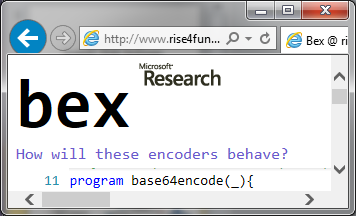 http://www.rise4fun
Bex @ ri
Microsoft®
Research
bex
How will these encoders behave?
11 program base64encode(_){